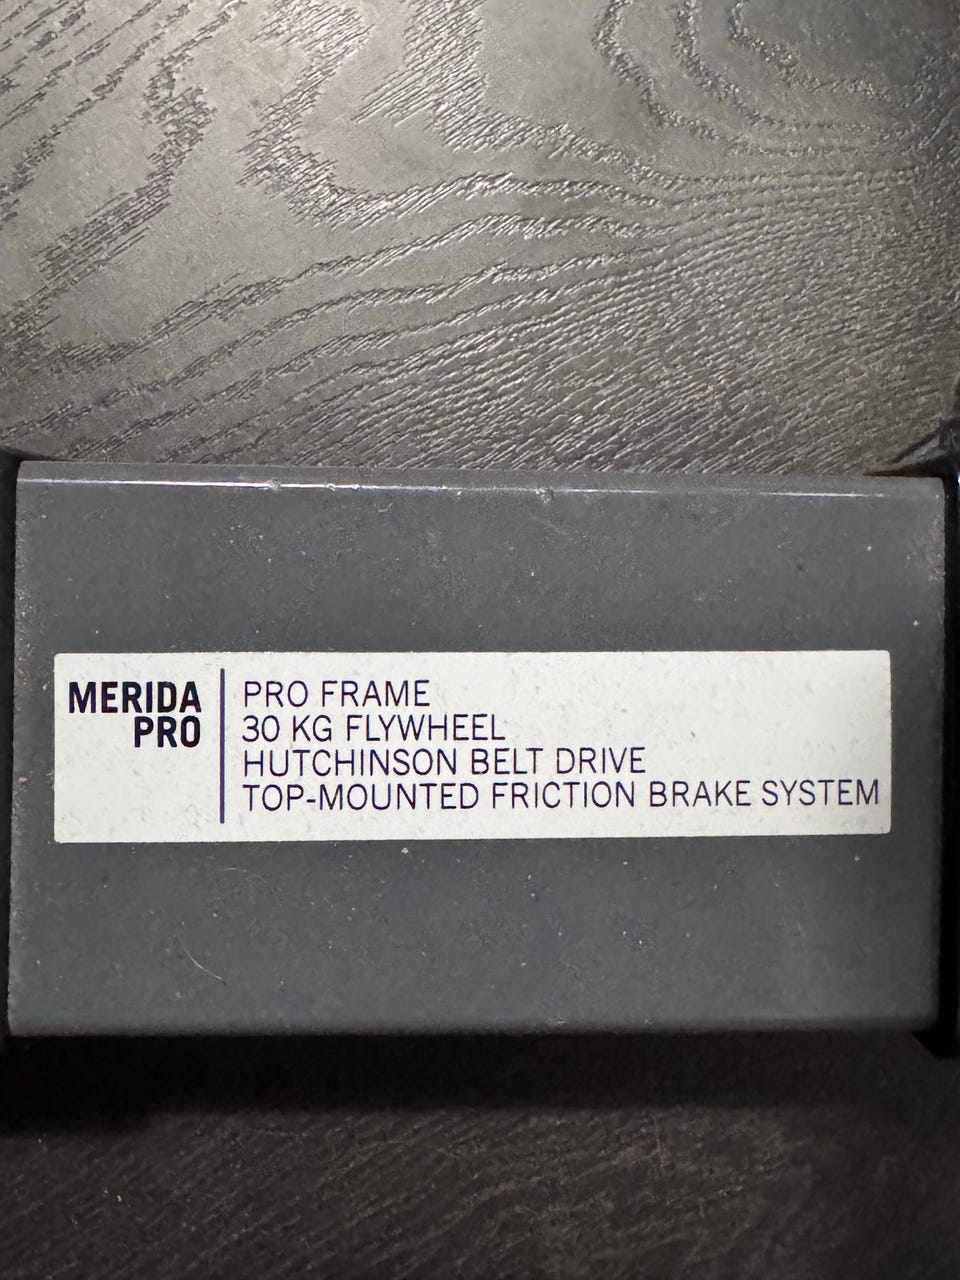 MERIDA
PRO
PRO FRAME
30 KG FLYWHEEL
HUTCHINSON BELT DRIVE
TOP-MOUNTED FRICTION BRAKE SYSTEM